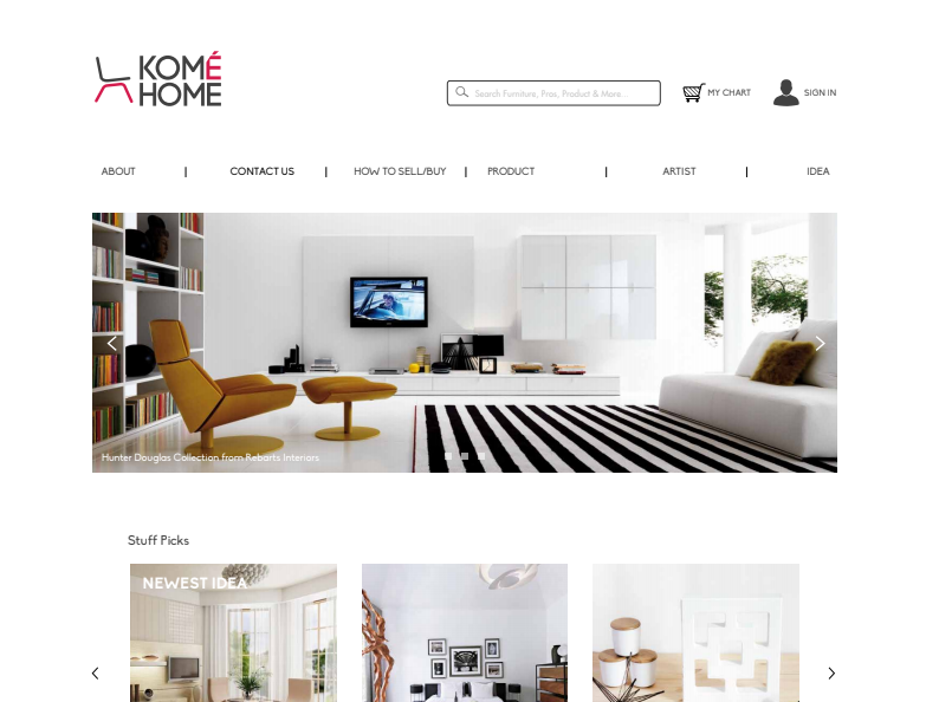 KOMÉ
HOME
Search Furniture, Pros, Product & More...
MY CHART
SIGN IN
ABOUT | CONTACT US | HOW TO SELL/BUY | PRODUCT | ARTIST | IDEA
Hunter Douglas Collection from Rebarts Interiors
Stuff Picks
NEWEST IDEA